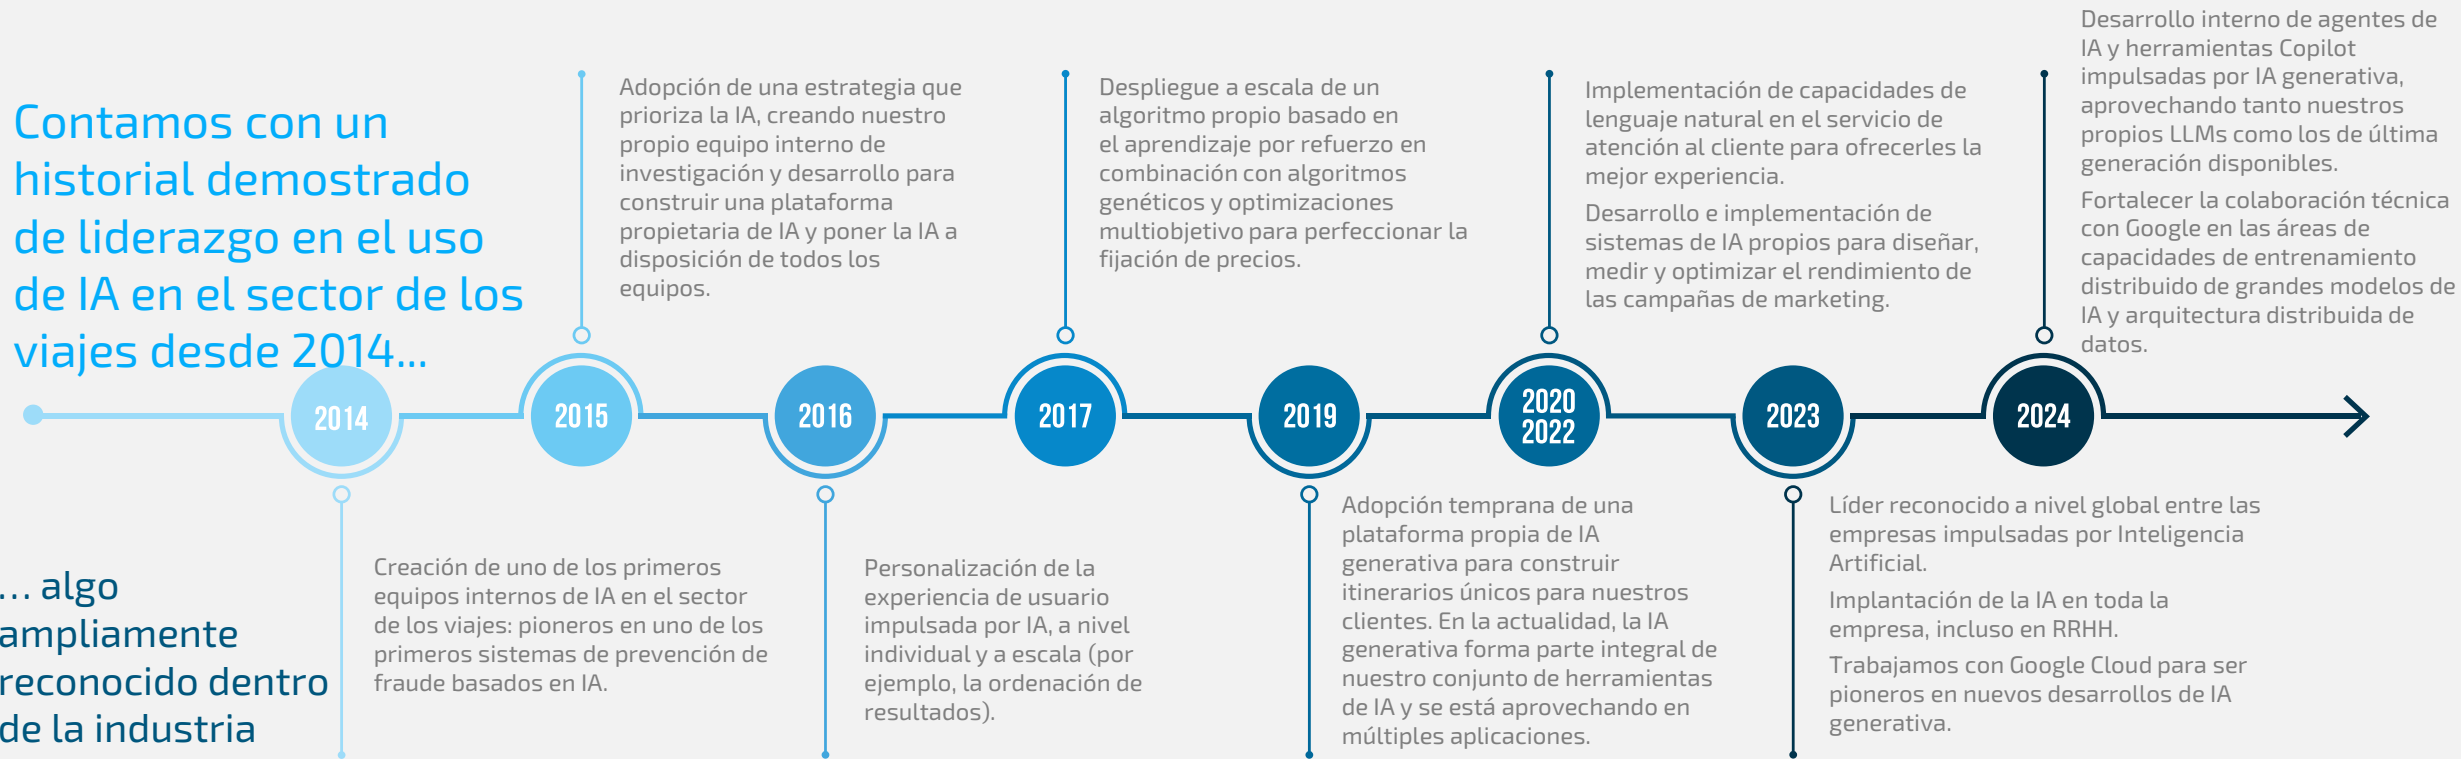 Contamos con un
historial demostrado
de liderazgo en el uso
de IA en el sector de los
viajes desde 2014...
... algo
ampliamente
reconocido dentro
de la industria
2014
Creación de uno de los primeros
equipos internos de IA en el sector
de los viajes: pioneros en uno de los
primeros sistemas de prevención de
fraude basados en IA.
2015
Adopción de una estrategia que
prioriza la IA, creando nuestro
propio equipo interno de
investigación y desarrollo para
construir una plataforma
propietaria de IA y poner la IA a
disposición de todos los
equipos.
2016
Personalización de la
experiencia de usuario
impulsada por IA, a nivel
individual y a escala (por
ejemplo, la ordenación de
resultados).
2017
Despliegue a escala de un
algoritmo propio basado en
el aprendizaje por refuerzo en
combinación con algoritmos
genéticos y optimizaciones
multiobjetivo para perfeccionar la
fijación de precios.
2019
Adopción temprana de una
plataforma propia de IA
generativa para construir
itinerarios únicos para nuestros
clientes. En la actualidad, la IA
generativa forma parte integral de
nuestro conjunto de herramientas
de IA y se está aprovechando en
múltiples aplicaciones.
2020
2022
Implementación de capacidades de
lenguaje natural en el servicio de
atención al cliente para ofrecerles la
mejor experiencia.
Desarrollo e implementación de
sistemas de IA propios para diseñar,
medir y optimizar el rendimiento de
las campañas de marketing.
2023
Líder reconocido a nivel global entre las
empresas impulsadas por Inteligencia
Artificial.
Implantación de la IA en toda la
empresa, incluso en RRHH.
Trabajamos con Google Cloud para ser
pioneros en nuevos desarrollos de IA
generativa.
2024
Desarrollo interno de agentes de
IA y herramientas Copilot
impulsadas por IA generativa,
aprovechando tanto nuestros
propios LLMs como los de última
generación disponibles.
Fortalecer la colaboración técnica
con Google en las áreas de
capacidades de entrenamiento
distribuido de grandes modelos de
IA y arquitectura distribuida de
datos.